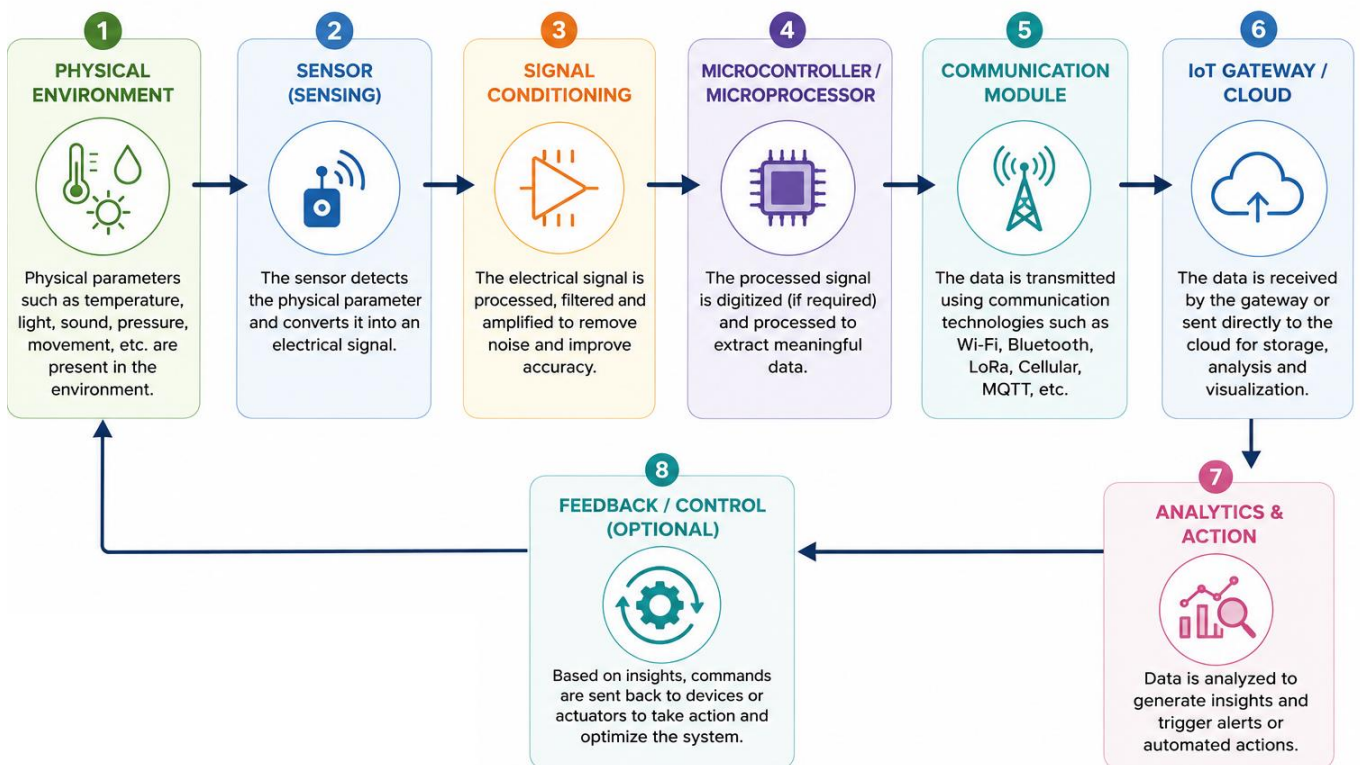 1
PHYSICAL
ENVIRONMENT
Physical parameters
such as temperature,
light, sound, pressure,
movement, etc. are
present in the
environment.
2
SENSOR
(SENSING)
The sensor detects
the physical parameter
and converts it into an
electrical signal.
3
SIGNAL
CONDITIONING
The electrical signal is
processed, filtered and
amplified to remove
noise and improve
accuracy.
4
MICROCONTROLLER /
MICROPROCESSOR
The processed signal
is digitized (if required)
and processed to
extract meaningful
data.
5
COMMUNICATION
MODULE
The data is transmitted
using communication
technologies such as
Wi-Fi, Bluetooth,
LoRa, Cellular,
MQTT, etc.
6
IoT GATEWAY /
CLOUD
The data is received
by the gateway or
sent directly to the
cloud for storage,
analysis and
visualization.
7
ANALYTICS &
ACTION
Data is analyzed to
generate insights and
trigger alerts or
automated actions.
8
FEEDBACK / CONTROL
(OPTIONAL)
Based on insights, commands
are sent back to devices or
actuators to take action and
optimize the system.